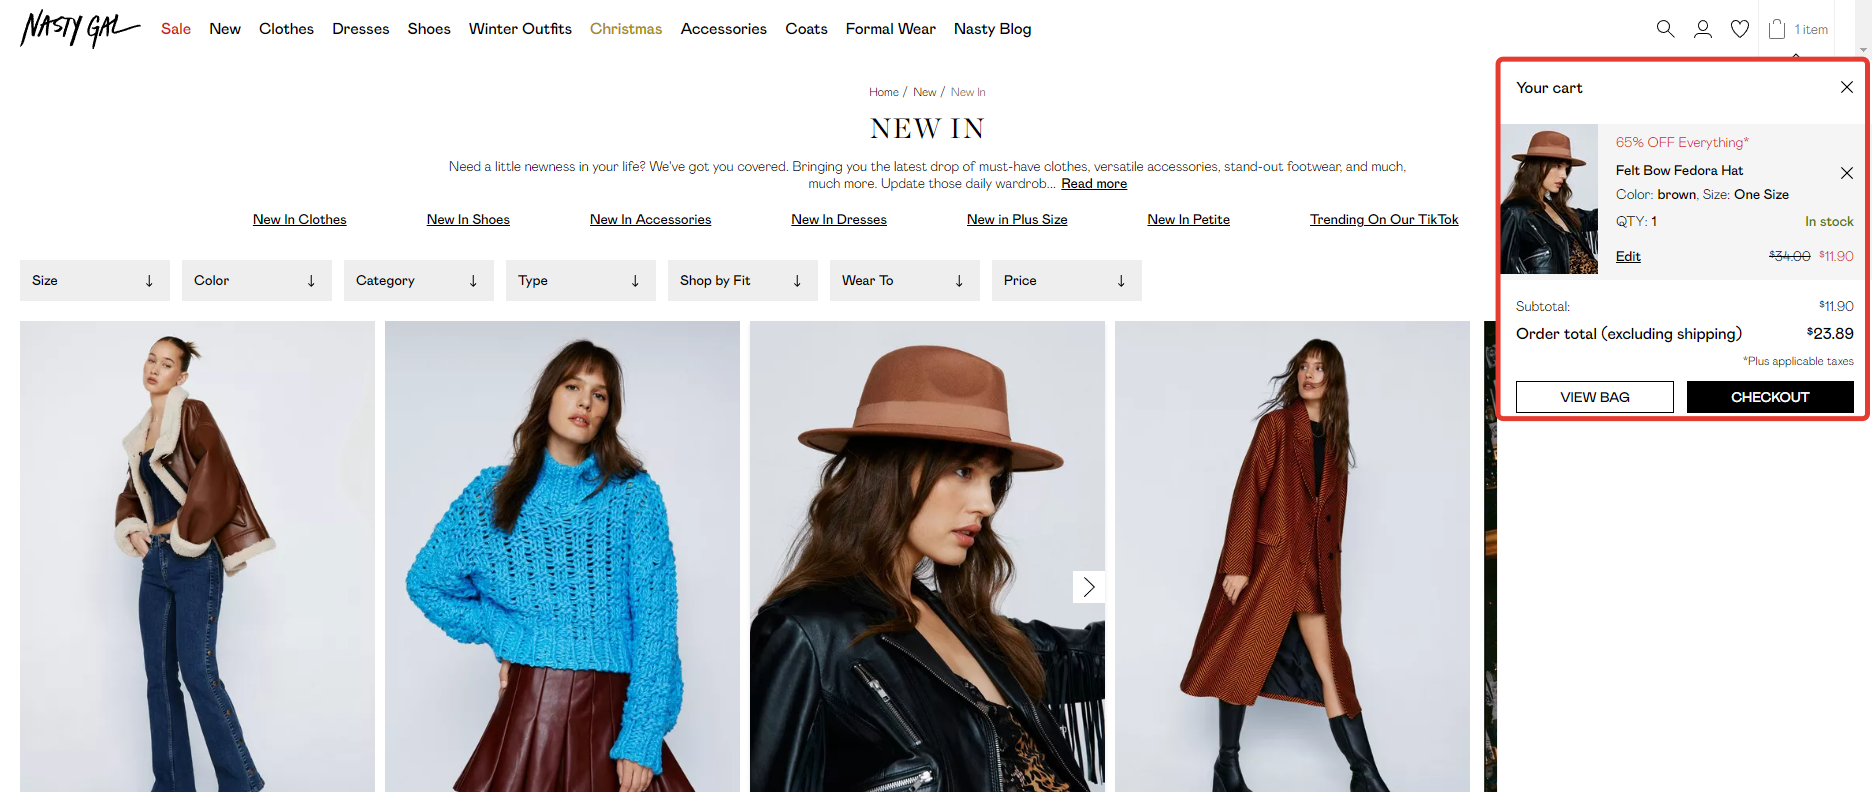 NASTY GAL
Sale New Clothes Dresses Shoes Winter Outfits Christmas Accessories Coats Formal Wear Nasty Blog
1 item
Home / New / New In
NEW IN
Need a little newness in your life? We've got you covered. Bringing you the latest drop of must-have clothes, versatile accessories, stand-out footwear, and much,
much more. Update those daily wardrob... Read more
New In Clothes New In Shoes New In Accessories New In Dresses New in Plus Size New In Petite Trending On Our TikTok
Size Color Category Type Shop by Fit Wear To Price
Your cart
65% OFF Everything*
Felt Bow Fedora Hat
Color: brown, Size: One Size
QTY: 1 In stock
Edit $34.00 $11.90
Subtotal: $11.90
Order total (excluding shipping) $23.89
*Plus applicable taxes
VIEW BAG CHECKOUT